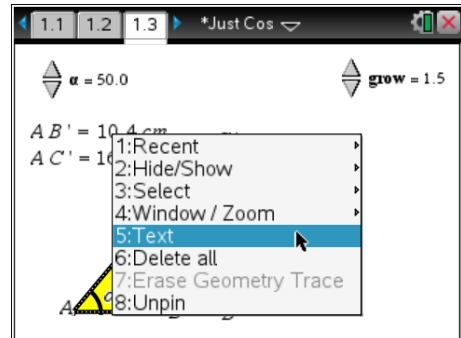 1.1 1.2 1.3 *Just Cos
α = 50.0 grow = 1.5
A B' = 10.4 cm
A C' = 16
1:Recent
2:Hide/Show
3:Select
4:Window / Zoom
5:Text
6:Delete all
7:Erase Geometry Trace
8:Unpin
A